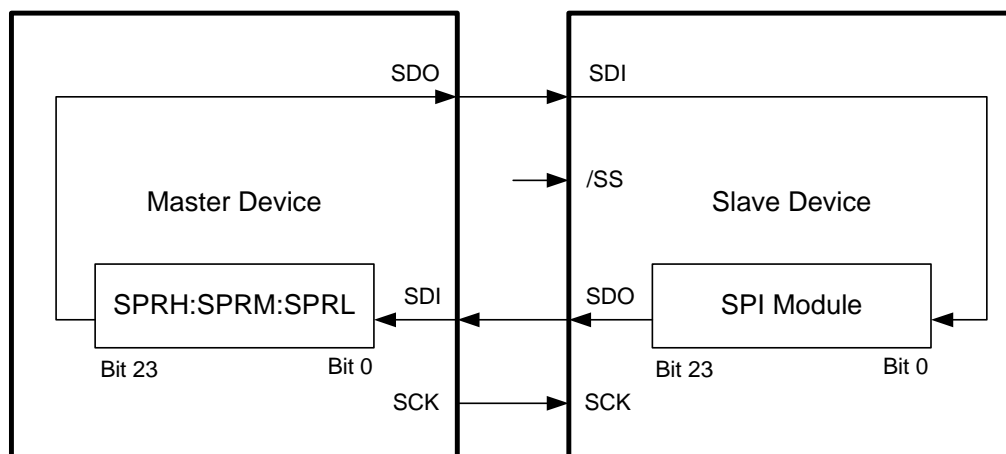 SDO
SDI
/SS
Master Device
Slave Device
SPRH:SPRM:SPRL
SDI
SDO
SPI Module
Bit 23
Bit 0
Bit 23
Bit 0
SCK
SCK